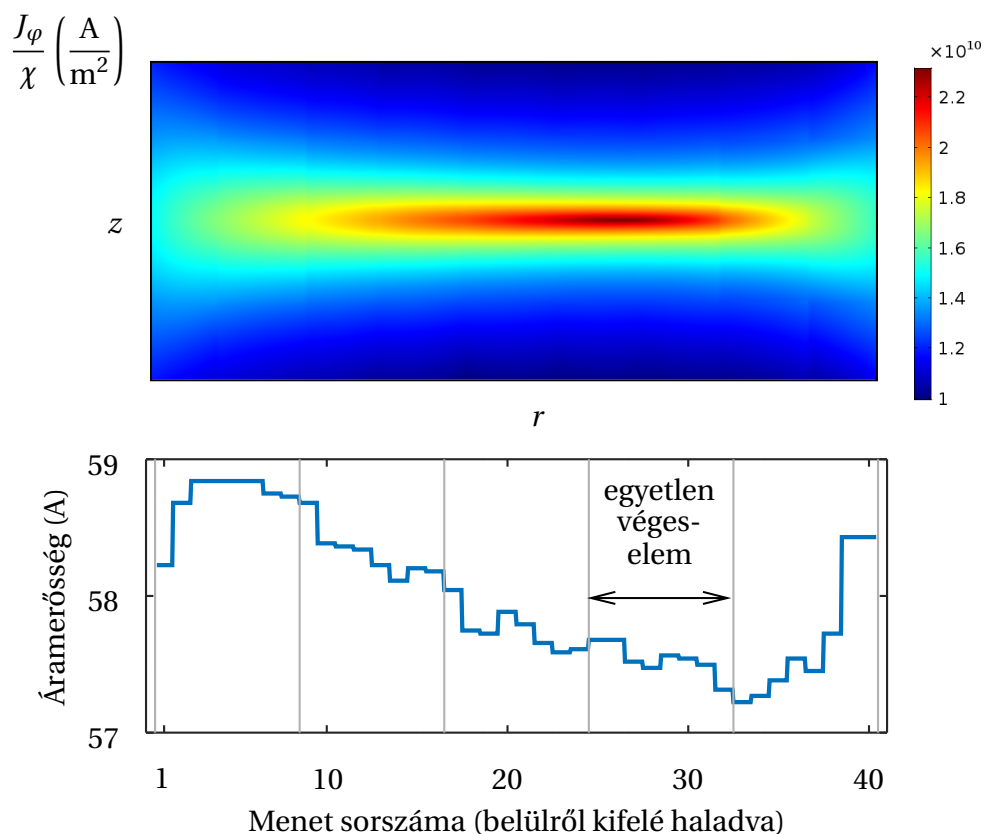 J_φ/χ (A/m²)
×10¹⁰
2.2
2
1.8
1.6
1.4
1.2
1
z
r
59
58
57
Áramerősség (A)
egyetlen
véges-
elem
1 10 20 30 40
Menet sorszáma (belülről kifelé haladva)